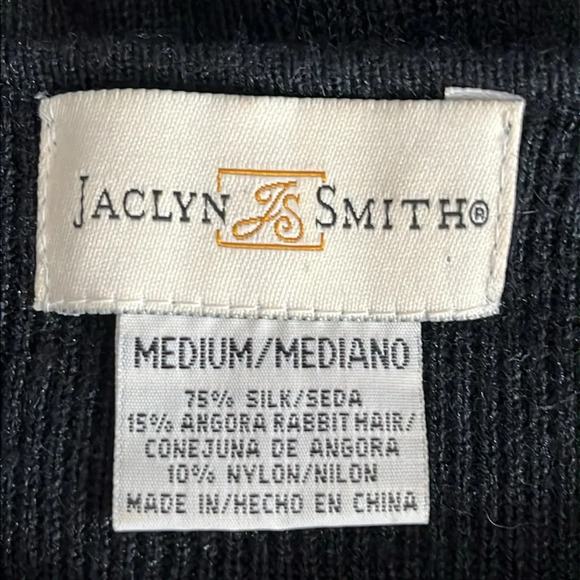 JACLYN JS SMITH®
MEDIUM/MEDIANO
75% SILK/SEDA
15% ANGORA RABBIT HAIR/
CONEJUNA DE ANGORA
10% NYLON/NILON
MADE IN/HECHO EN CHINA